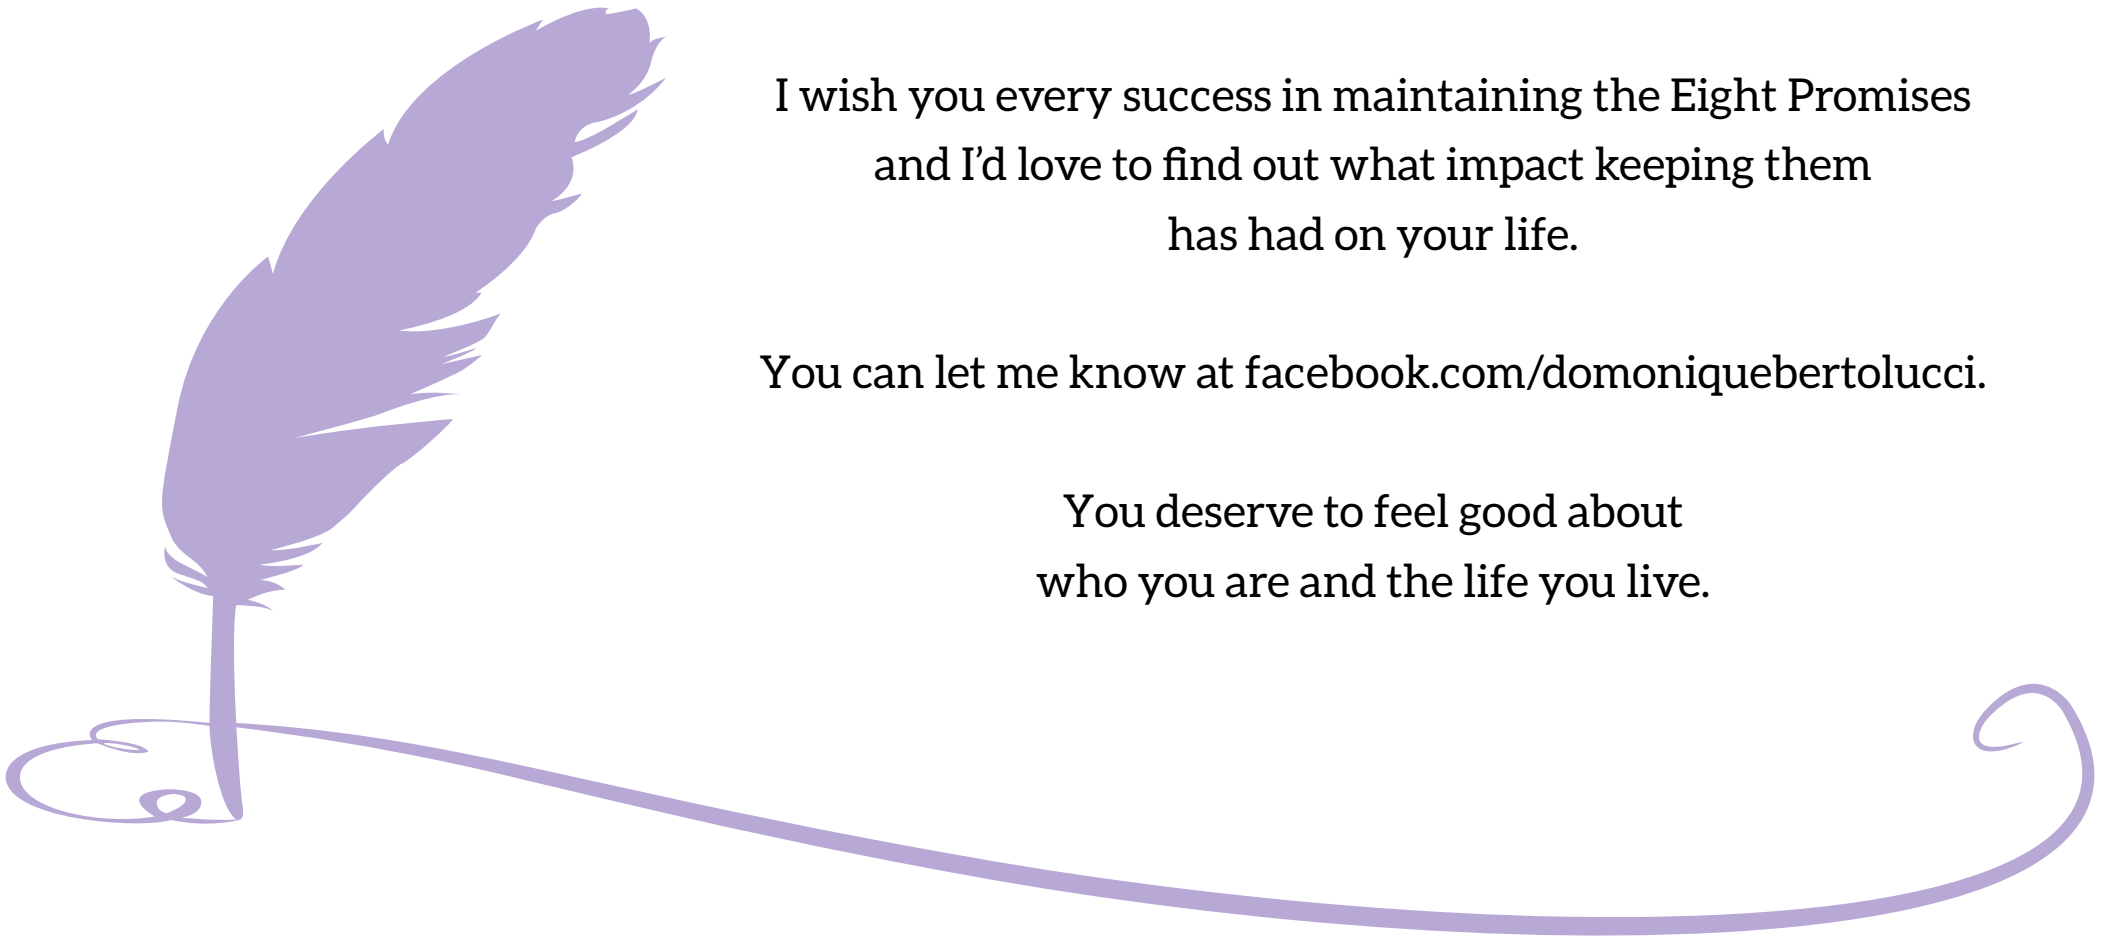 I wish you every success in maintaining the Eight Promises
and I’d love to find out what impact keeping them
has had on your life.
You can let me know at facebook.com/domoniquebertolucci.
You deserve to feel good about
who you are and the life you live.